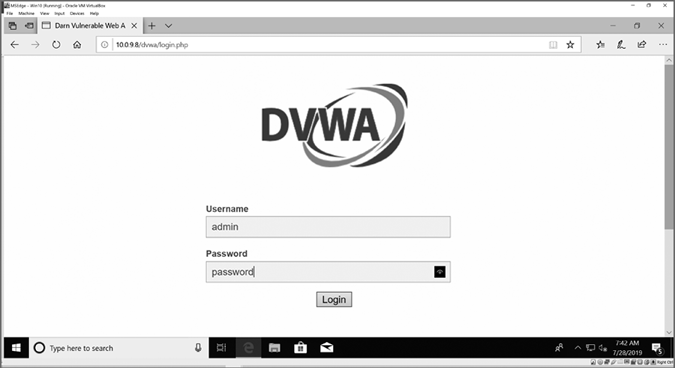 MSEdge - Win10 [Running] - Oracle VM VirtualBox
File Machine View Input Devices Help
Darn Vulnerable Web A
10.0.9.8/dvwa/login.php
DVWA
Username
admin
Password
password
Login
Type here to search
7:42 AM
7/28/2019
Right Ctrl